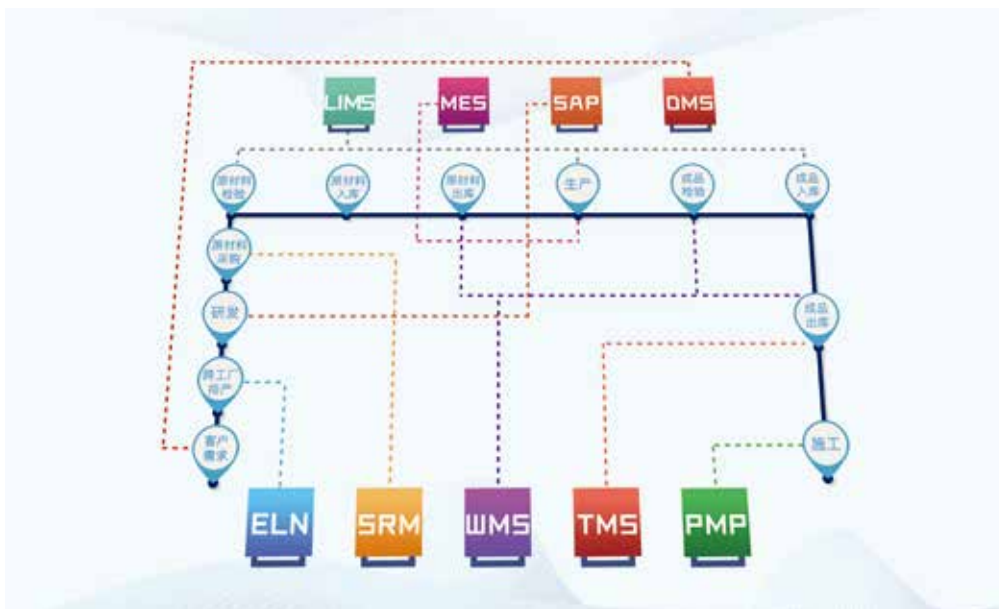 LIMS
MES
SAP
OMS
原材料
检验
原材料
入库
原材料
出库
生产
成品
检验
成品
入库
原材料
采购
研发
成品
出库
跨工厂
排产
客户
需求
施工
ELN
SRM
WMS
TMS
PMP